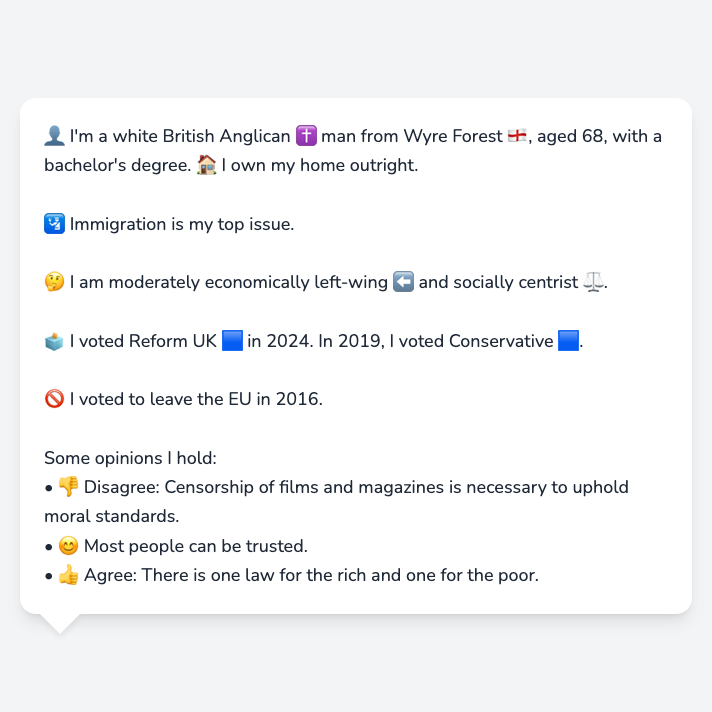 👤 I'm a white British Anglican ✝️ man from Wyre Forest 🏴󠁧󠁢󠁥󠁮󠁧󠁿, aged 68, with a
bachelor's degree. 🏠 I own my home outright.
🛂 Immigration is my top issue.
🤔 I am moderately economically left-wing ⬅️ and socially centrist ⚖️.
🗳️ I voted Reform UK 🟦 in 2024. In 2019, I voted Conservative 🟦.
🚫 I voted to leave the EU in 2016.
Some opinions I hold:
• 👎 Disagree: Censorship of films and magazines is necessary to uphold
moral standards.
• 😊 Most people can be trusted.
• 👍 Agree: There is one law for the rich and one for the poor.